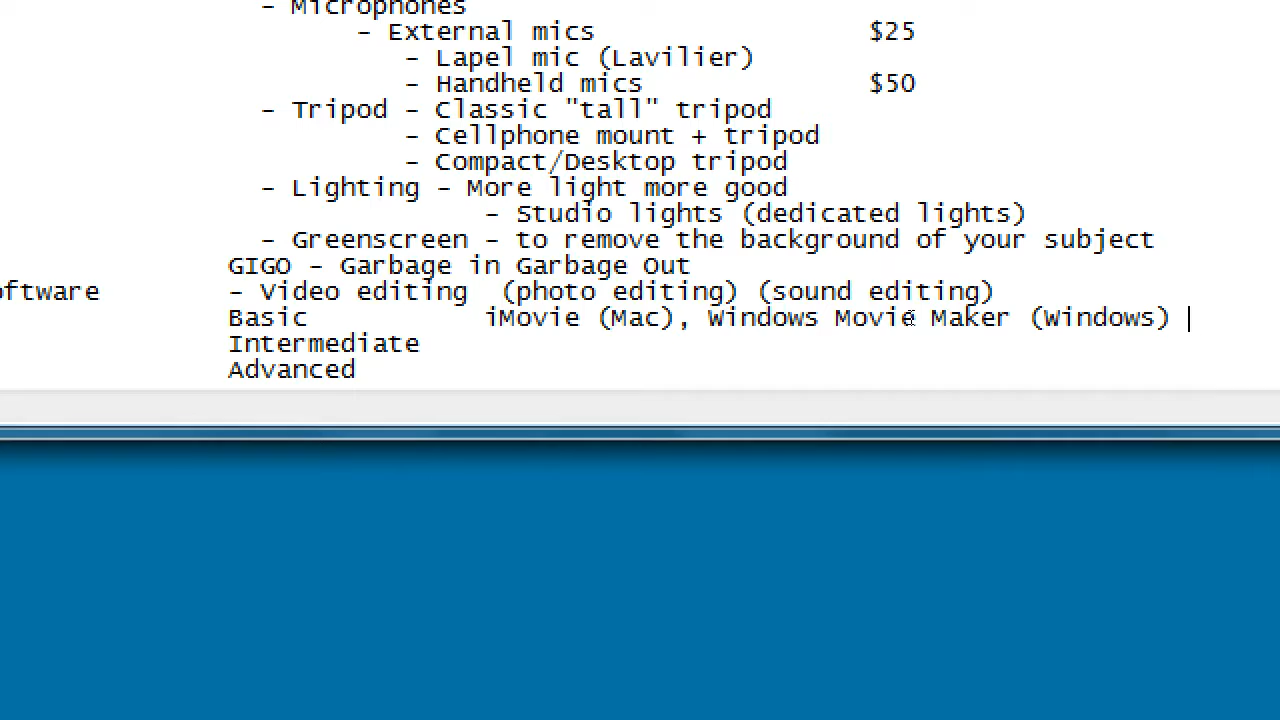 - Microphones
- External mics $25
- Lapel mic (Lavilier)
- Handheld mics $50
- Tripod - Classic "tall" tripod
- Cellphone mount + tripod
- Compact/Desktop tripod
- Lighting - More light more good
- Studio lights (dedicated lights)
- Greenscreen - to remove the background of your subject
GIGO - Garbage in Garbage Out
oftware - Video editing (photo editing) (sound editing)
Basic iMovie (Mac), Windows Movie Maker (Windows)
Intermediate
Advanced